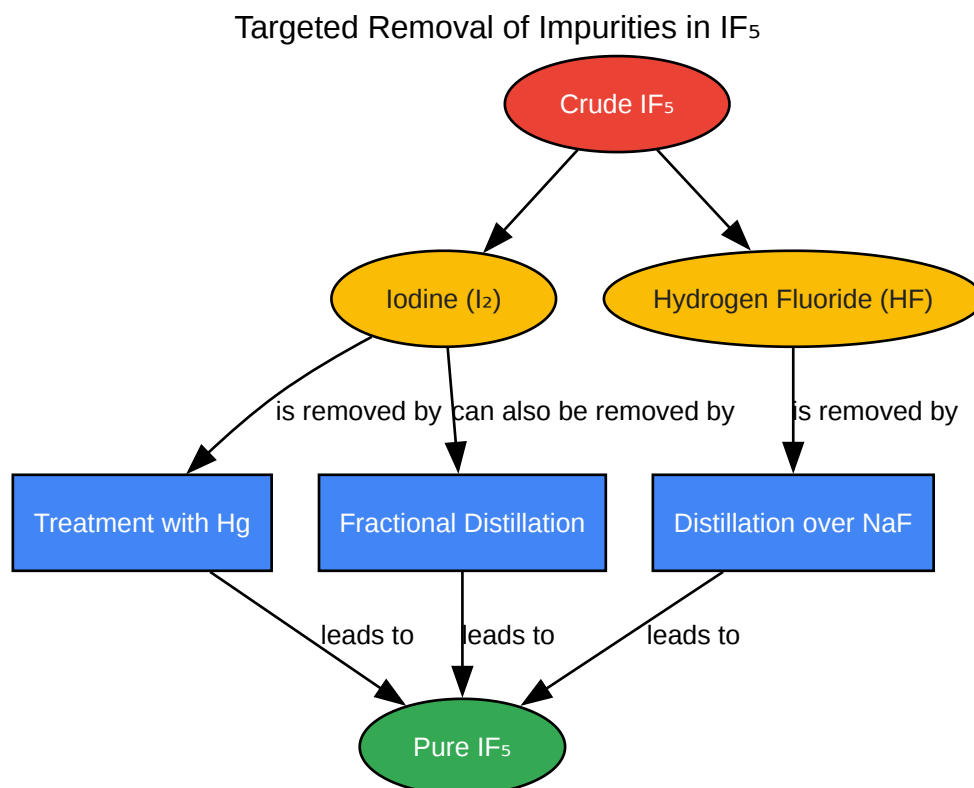 Targeted Removal of Impurities in IF₅
Crude IF₅
Iodine (I₂)
Hydrogen Fluoride (HF)
is removed by
can also be removed by
is removed by
Treatment with Hg
Fractional Distillation
Distillation over NaF
leads to
leads to
leads to
Pure IF₅